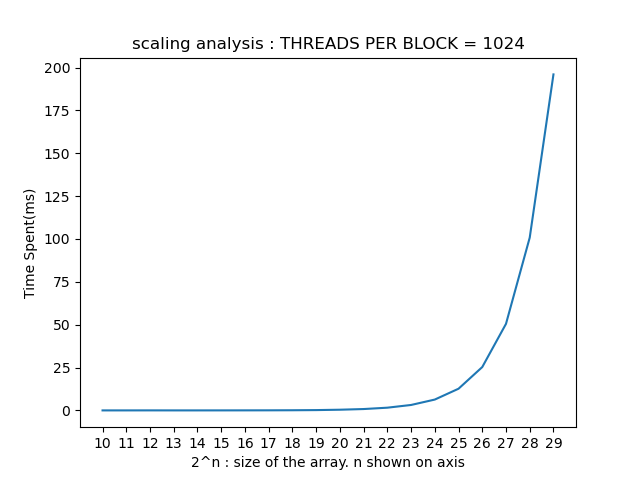 scaling analysis : THREADS PER BLOCK = 1024
Time Spent(ms)
200
175
150
125
100
75
50
25
0
10 11 12 13 14 15 16 17 18 19 20 21 22 23 24 25 26 27 28 29
2^n : size of the array. n shown on axis